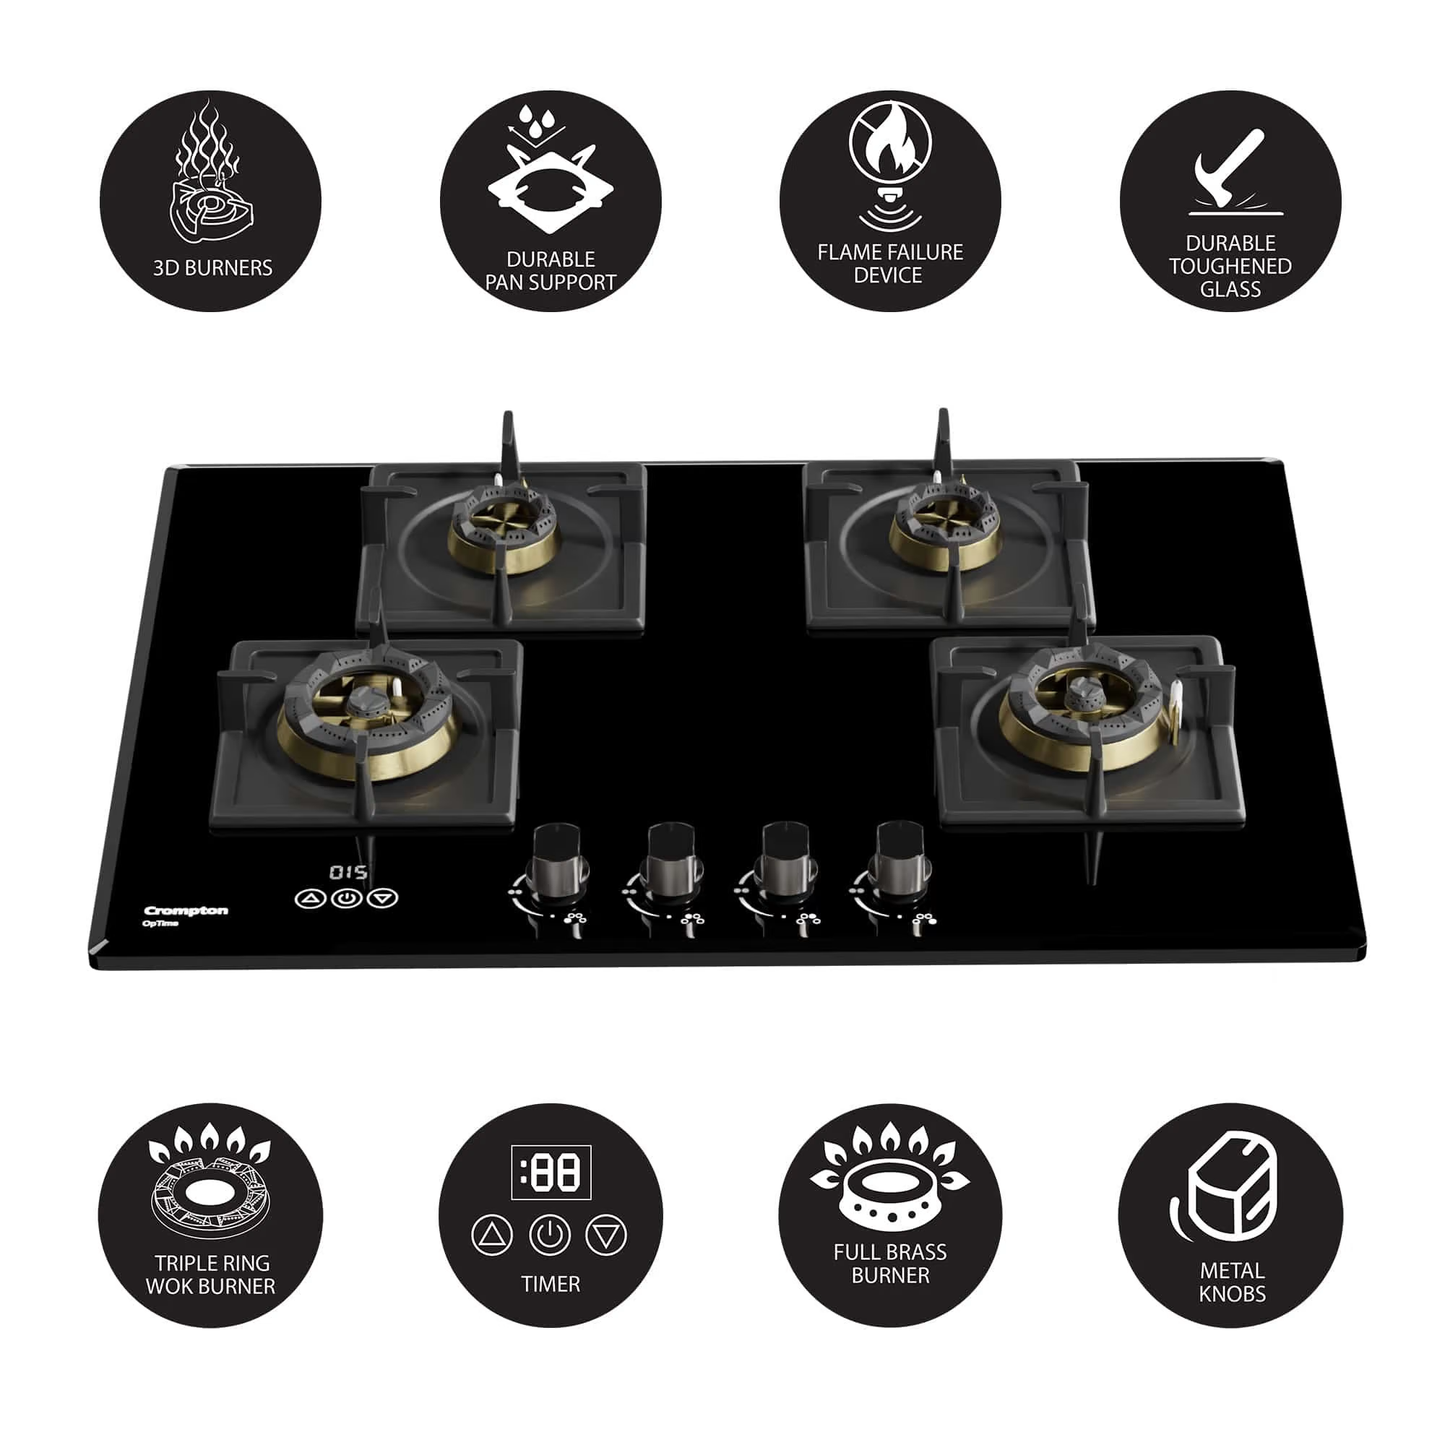 3D BURNERS
DURABLE
PAN SUPPORT
FLAME FAILURE
DEVICE
DURABLE
TOUGHENED
GLASS
015
Crompton
OpTime
TRIPLE RING
WOK BURNER
:88
TIMER
FULL BRASS
BURNER
METAL
KNOBS